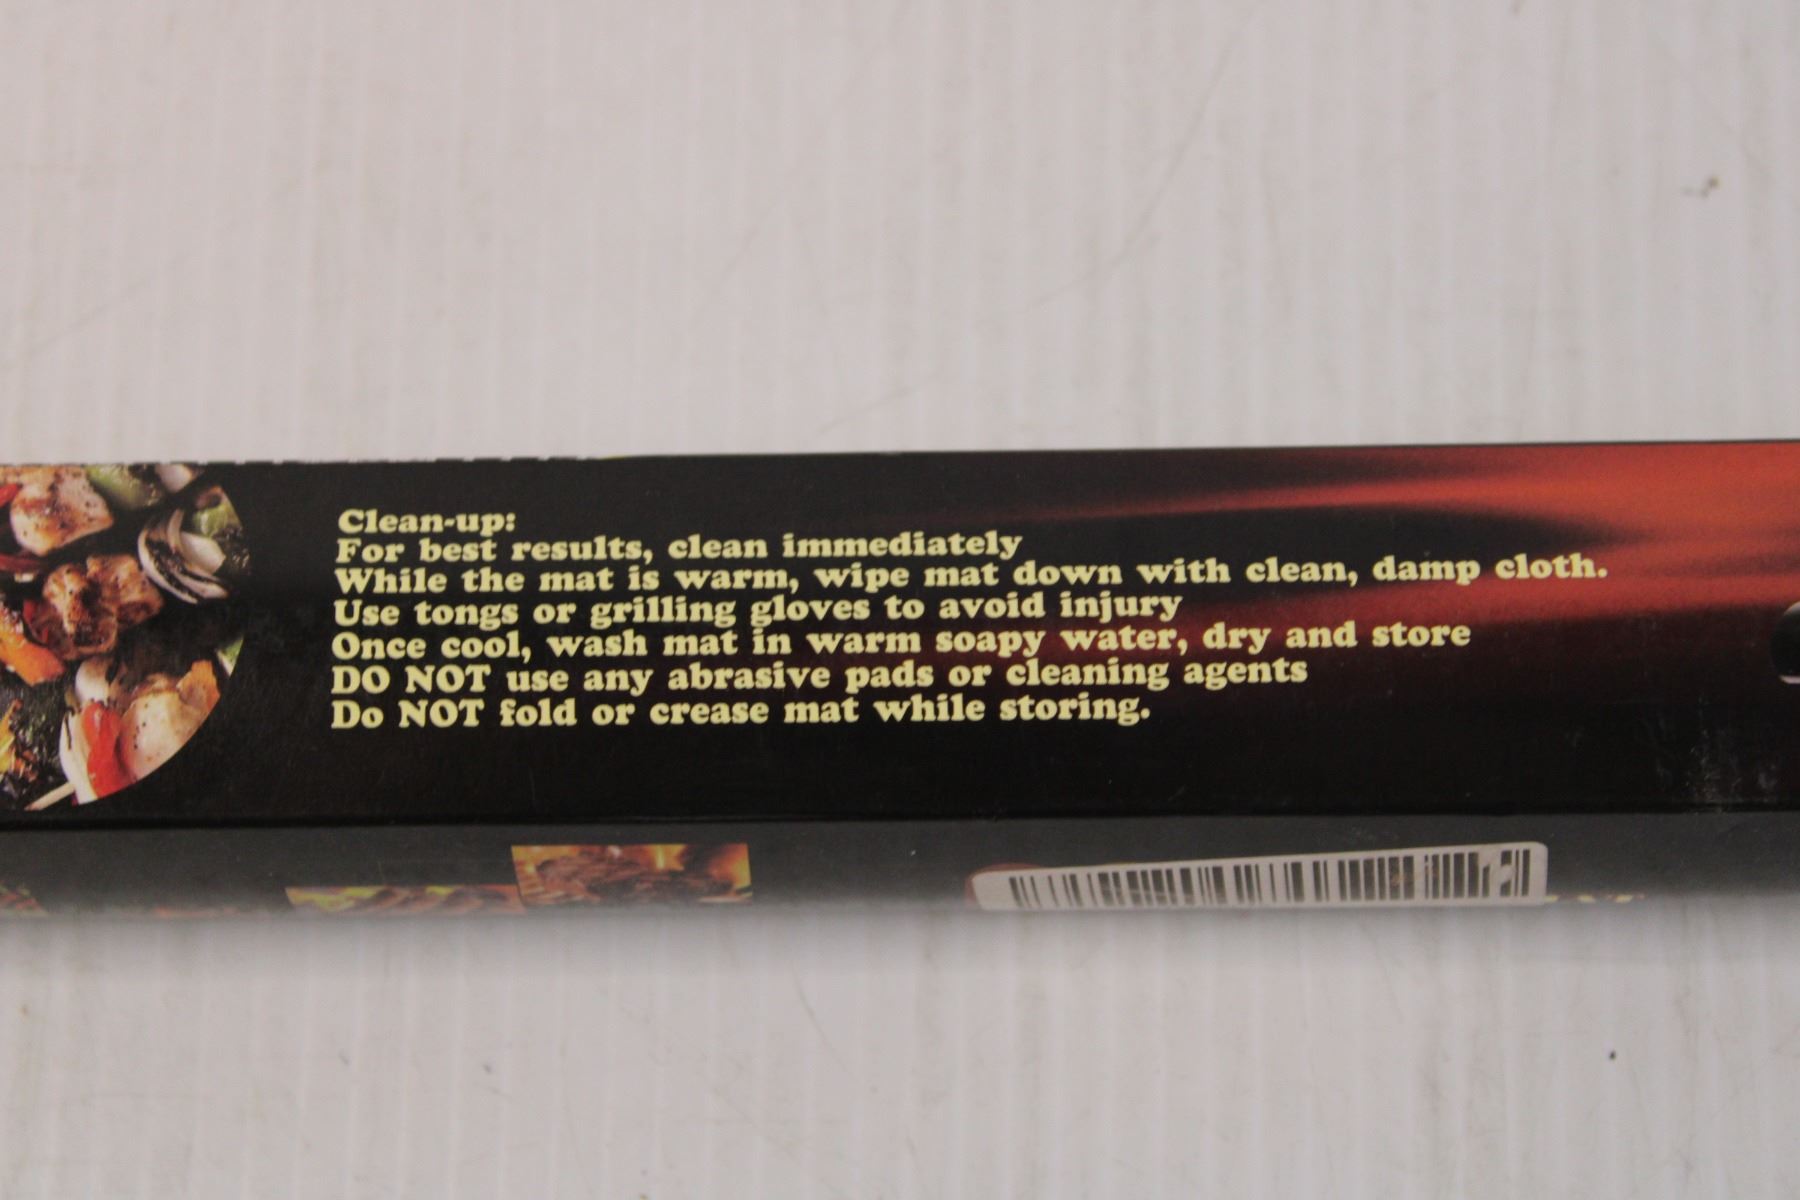 Clean-up:
For best results, clean immediately
While the mat is warm, wipe mat down with clean, damp cloth.
Use tongs or grilling gloves to avoid injury
Once cool, wash mat in warm soapy water, dry and store
DO NOT use any abrasive pads or cleaning agents
Do NOT fold or crease mat while storing.